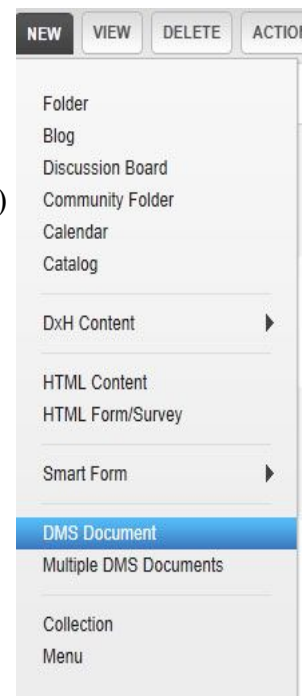 NEW VIEW DELETE ACTIO
Folder
Blog
Discussion Board
)
Community Folder
Calendar
Catalog
DxH Content
HTML Content
HTML Form/Survey
Smart Form
DMS Document
Multiple DMS Documents
Collection
Menu